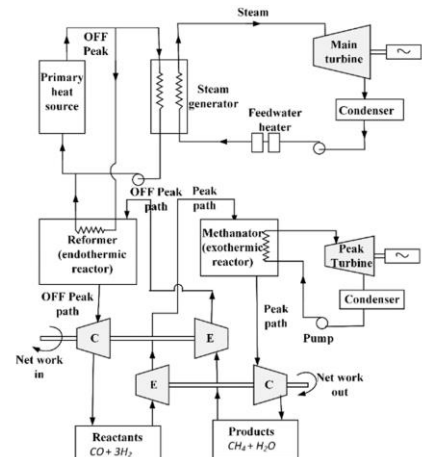 OFF
Peak
Primary
heat
source
Steam
Steam
generator
Feedwater
heater
Main
turbine
~
Condenser
OFF Peak
path
Peak
path
Reformer
(endothermic
reactor)
Methanator
(exothermic
reactor)
Peak
Turbine
~
Condenser
Pump
OFF Peak
path
Peak
path
C
E
Net work
in
E
C
Net work
out
Reactants
CO + 3H₂
Products
CH₄ + H₂O